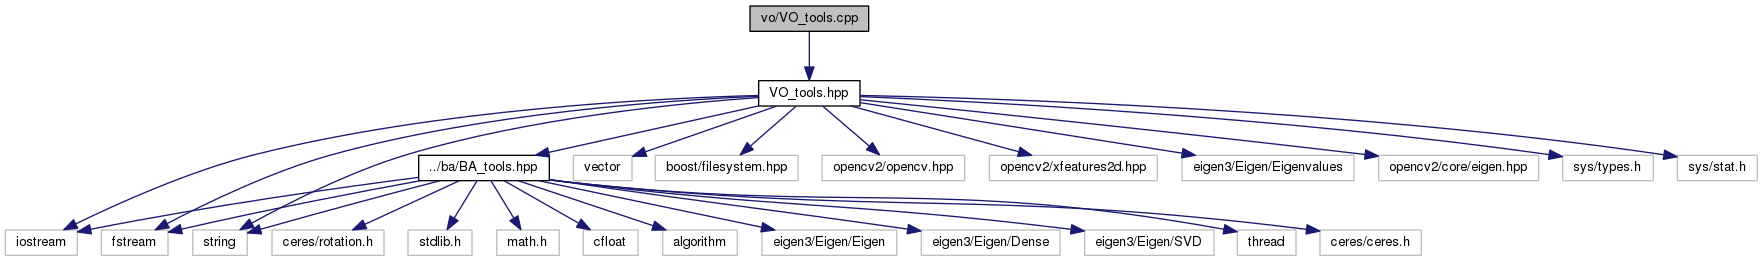 vo/VO_tools.cpp
VO_tools.hpp
../ba/BA_tools.hpp
vector
boost/filesystem.hpp
opencv2/opencv.hpp
opencv2/xfeatures2d.hpp
eigen3/Eigen/Eigenvalues
opencv2/core/eigen.hpp
sys/types.h
sys/stat.h
iostream
fstream
string
ceres/rotation.h
stdlib.h
math.h
cfloat
algorithm
eigen3/Eigen/Eigen
eigen3/Eigen/Dense
eigen3/Eigen/SVD
thread
ceres/ceres.h